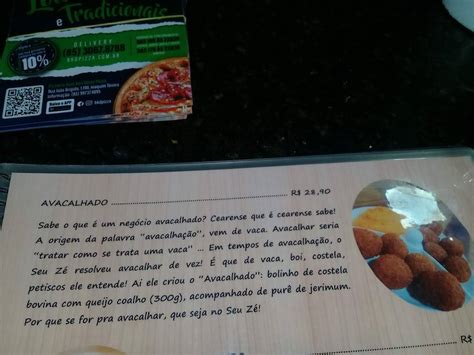 e Tradicionais
DELIVERY
10%
AVACALHADO R$ 28,90
Sabe o que é um negócio avacalhado? Cearense que é cearense sabe!
A origem da palavra “avacalhação”, vem de vaca. Avacalhar seria
“tratar como se trata uma vaca” ... Em tempos de avacalhação, o
Seu Zé resolveu avacalhar de vez! É que de vaca, boi, costela,
petiscos ele entende! Ai ele criou o “Avacalhado”: bolinho de costela
bovina com queijo coalho (300g), acompanhado de purê de jerimum.
Por que se for pra avacalhar, que seja no Seu Zé!
R$